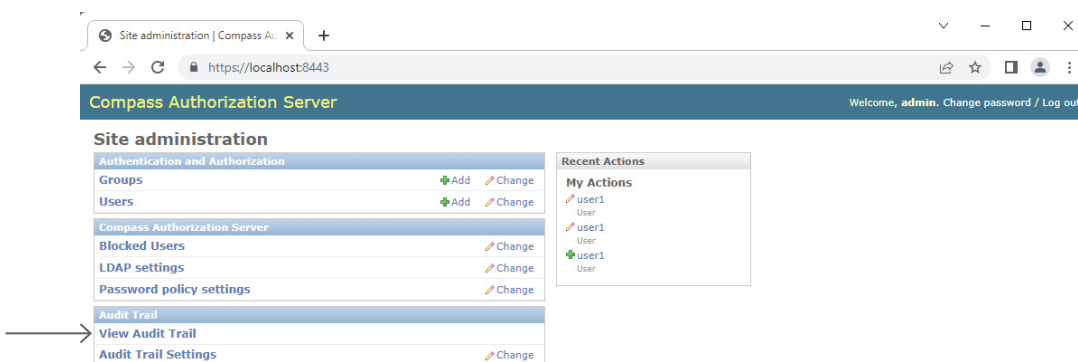 Site administration | Compass Au
https://localhost:8443
Compass Authorization Server
Welcome, admin. Change password / Log out
Site administration
Authentication and Authorization
Groups Add Change
Users Add Change
Compass Authorization Server
Blocked Users Change
LDAP settings Change
Password policy settings Change
Audit Trail
View Audit Trail
Audit Trail Settings Change
Recent Actions
My Actions
user1
User
user1
User
user1
User